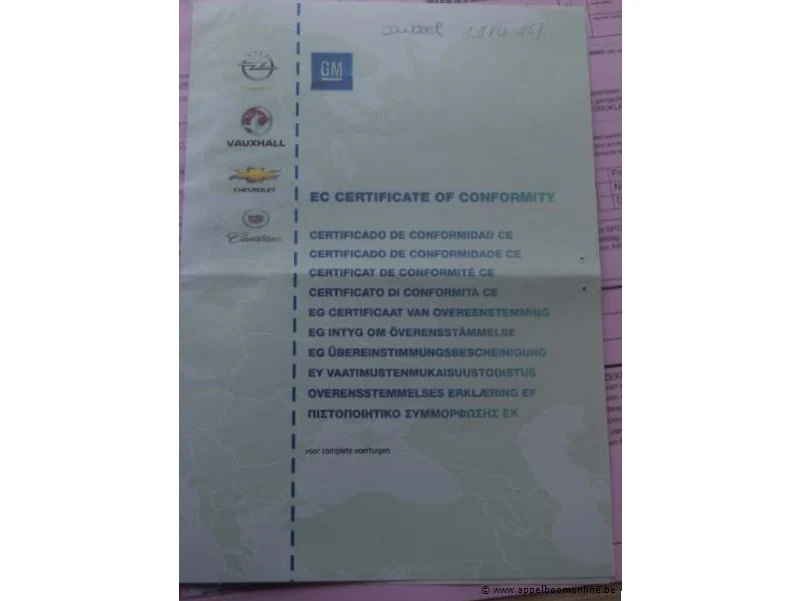 GM
VAUXHALL
CHEVROLET
Cadillac
EC CERTIFICATE OF CONFORMITY
CERTIFICADO DE CONFORMIDAD CE
CERTIFICADO DE CONFORMIDADE CE
CERTIFICAT DE CONFORMITÉ CE
CERTIFICATO DI CONFORMITA CE
EG CERTIFICAAT VAN OVEREENSTEMMING
EG INTYG OM ÖVERENSSTÄMMELSE
EG ÜBEREINSTIMMUNGSBESCHEINIGUNG
EY VAATIMUSTENMUKAISUUSTODISTUS
OVERENSSTEMMELSES ERKLÆRING EF
ΠΙΣΤΟΠΟΙΗΤΙΚΟ ΣΥΜΜΟΡΦΩΣΗΣ ΕΚ
voor complete voertuigen
© www.appelboomonline.be